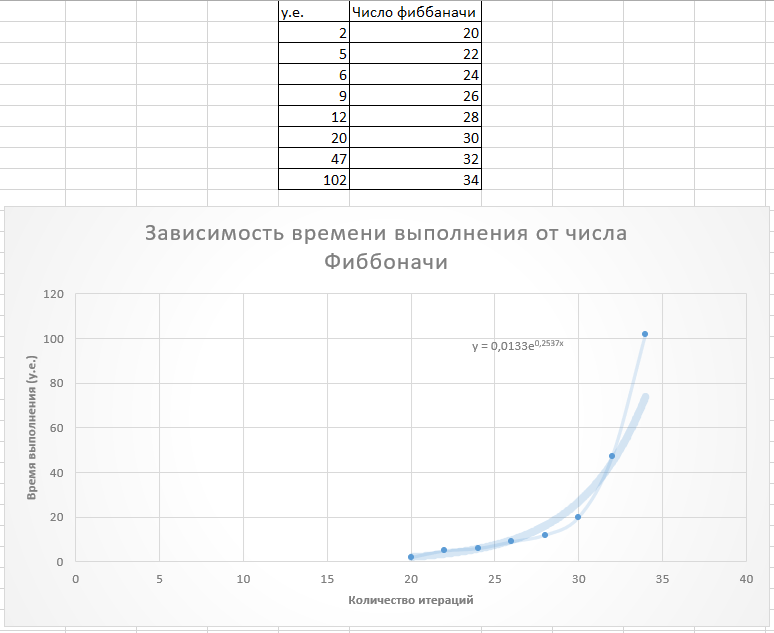 у.е. Число фиббаначи
2 20
5 22
6 24
9 26
12 28
20 30
47 32
102 34
Зависимость времени выполнения от числа
Фиббоначи
120
100
80
60
40
20
0
y = 0,0133e^0,2537x
Время выполнения (у.е.)
0 5 10 15 20 25 30 35 40
Количество итераций